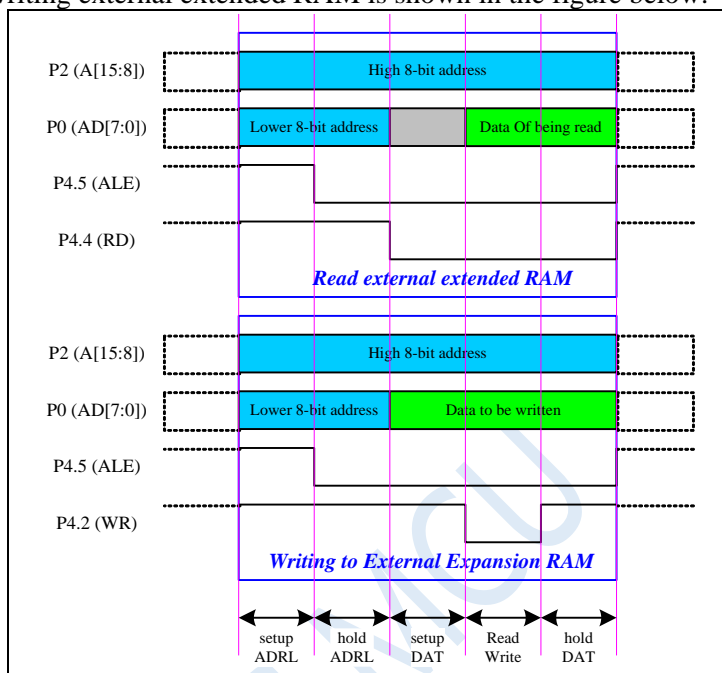 writing external extended RAM is shown in the figure below:
P2 (A[15:8])
High 8-bit address
P0 (AD[7:0])
Lower 8-bit address
Data Of being read
P4.5 (ALE)
P4.4 (RD)
Read external extended RAM
P2 (A[15:8])
High 8-bit address
P0 (AD[7:0])
Lower 8-bit address
Data to be written
P4.5 (ALE)
P4.2 (WR)
Writing to External Expansion RAM
setup
ADRL
hold
ADRL
setup
DAT
Read
Write
hold
DAT
MCU